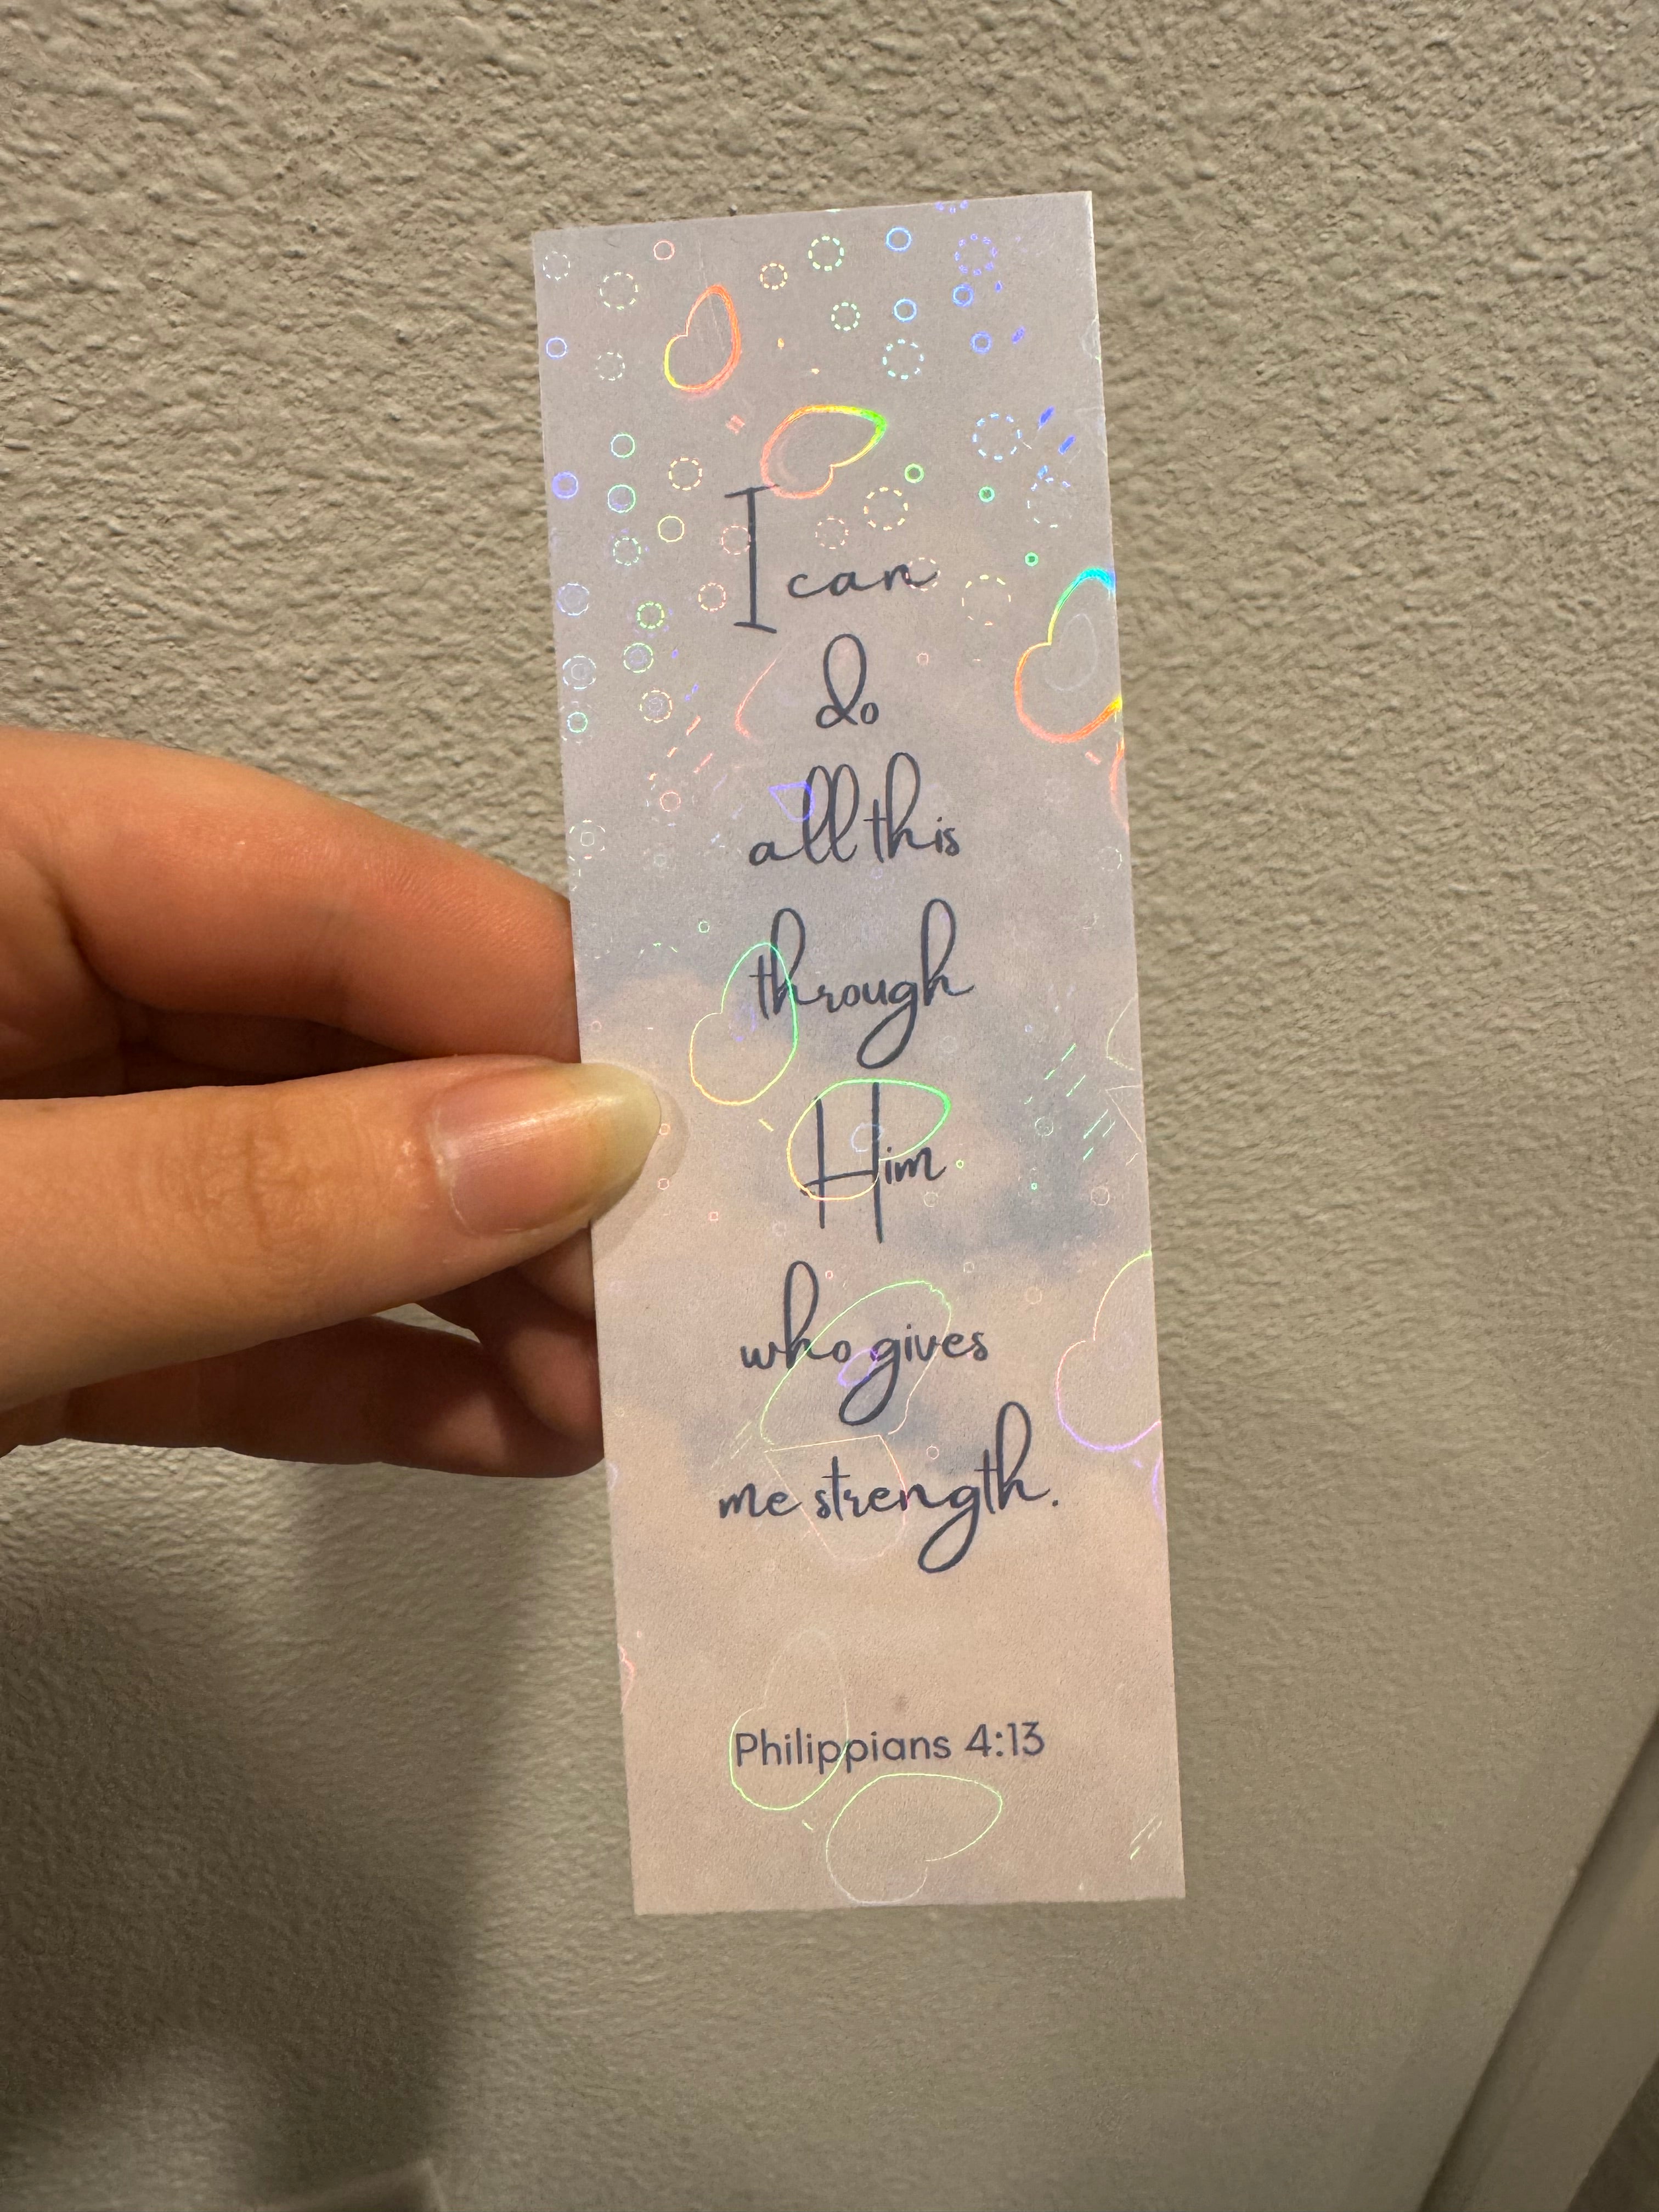 I can
do
all this
through
Him
who gives
me strength.
Philippians 4:13